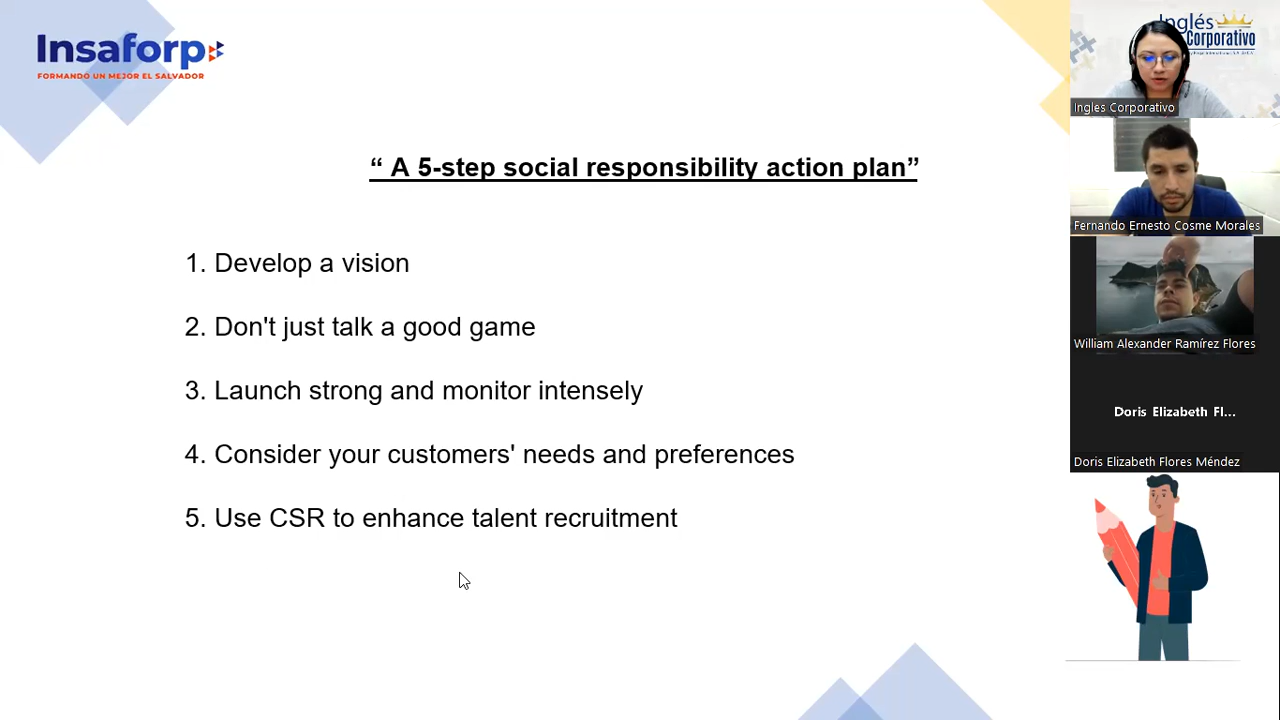 Insaforp
FORMANDO UN MEJOR EL SALVADOR
“ A 5-step social responsibility action plan”
1. Develop a vision
2. Don't just talk a good game
3. Launch strong and monitor intensely
4. Consider your customers' needs and preferences
5. Use CSR to enhance talent recruitment
Inglés
Corporativo
Ingles Corporativo
Fernando Ernesto Cosme Morales
William Alexander Ramírez Flores
Doris Elizabeth Fl...
Doris Elizabeth Flores Méndez